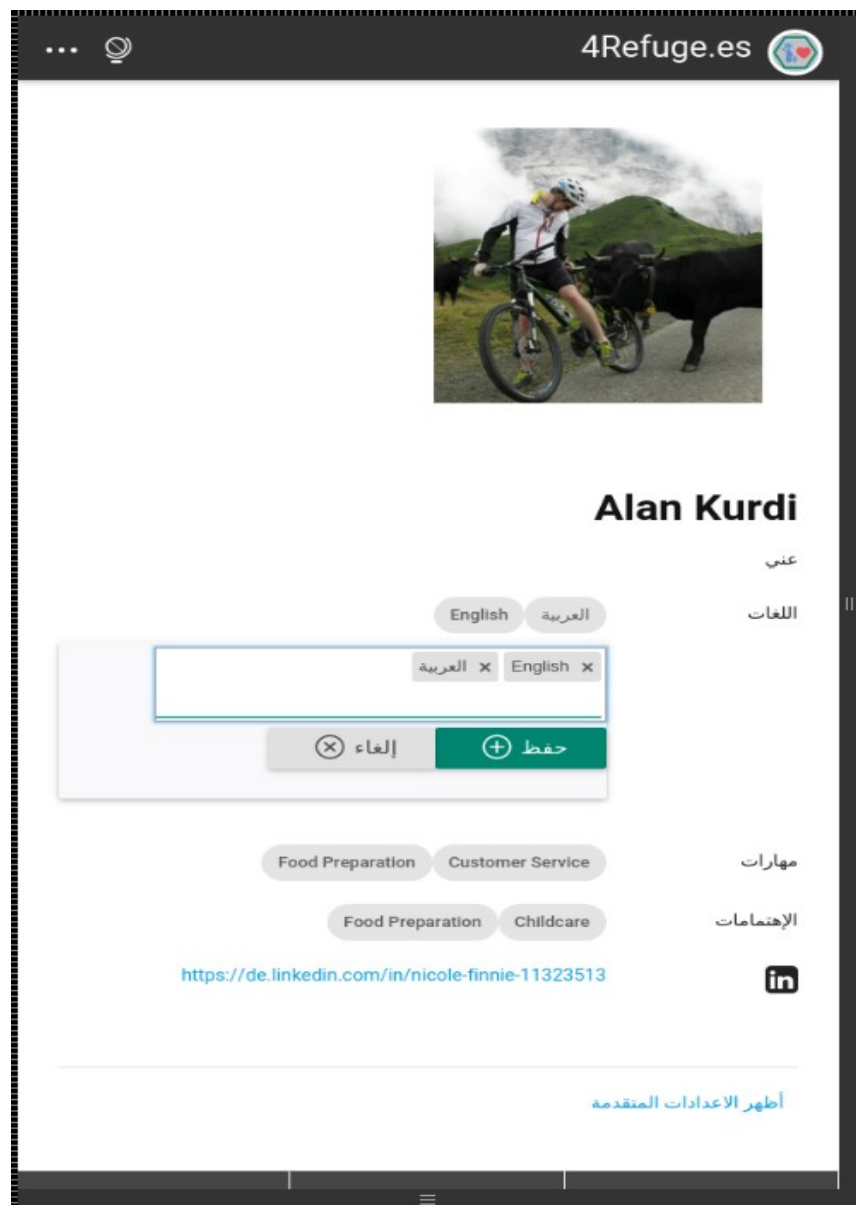 4Refuge.es
Alan Kurdi
عني
اللغات العربية English
× English × العربية
حفظ إلغاء
مهارات Customer Service Food Preparation
الإهتمامات Childcare Food Preparation
in https://de.linkedin.com/in/nicole-finnie-11323513
أظهر الاعدادات المتقدمة